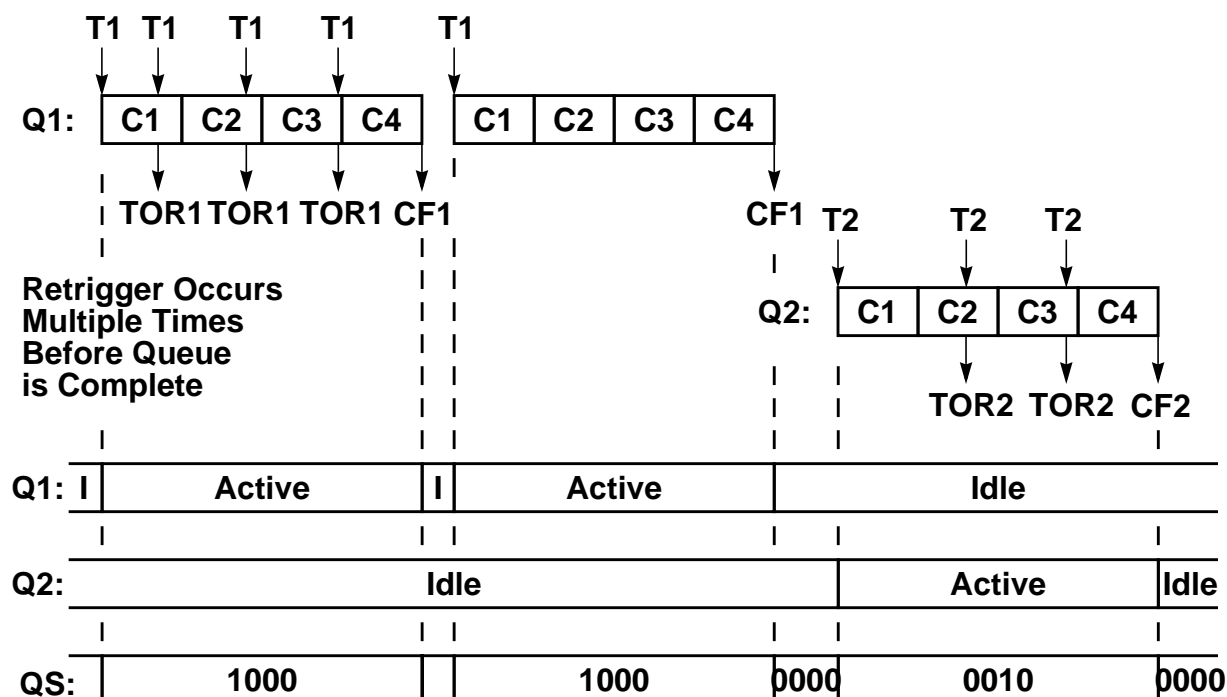 T1 T1 T1 T1 T1
Q1: C1 C2 C3 C4 C1 C2 C3 C4
TOR1 TOR1 TOR1 CF1 CF1 T2 T2 T2
Retrigger Occurs
Multiple Times
Before Queue
is Complete
Q2: C1 C2 C3 C4
TOR2 TOR2 CF2
Q1: I Active I Active Idle
Q2: Idle Active Idle
QS: 1000 1000 0000 0010 0000